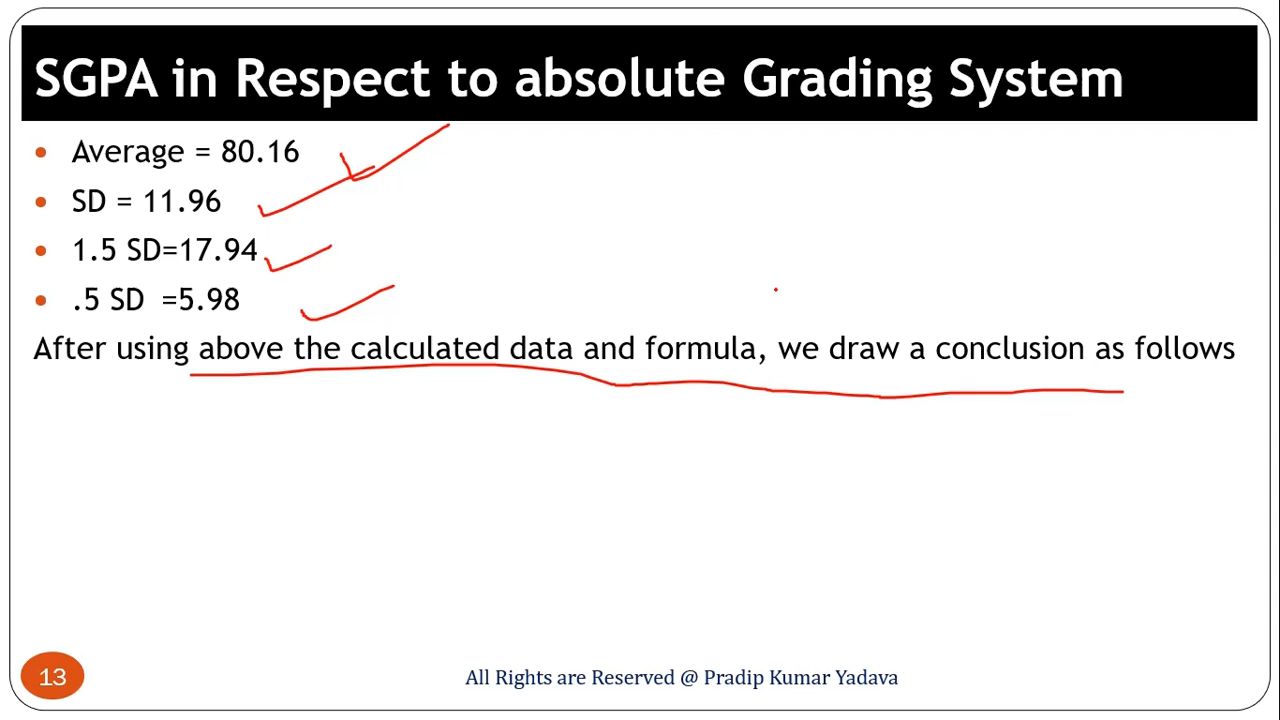 SGPA in Respect to absolute Grading System
• Average = 80.16
• SD = 11.96
• 1.5 SD=17.94
• .5 SD =5.98
After using above the calculated data and formula, we draw a conclusion as follows
13
All Rights are Reserved @ Pradip Kumar Yadava